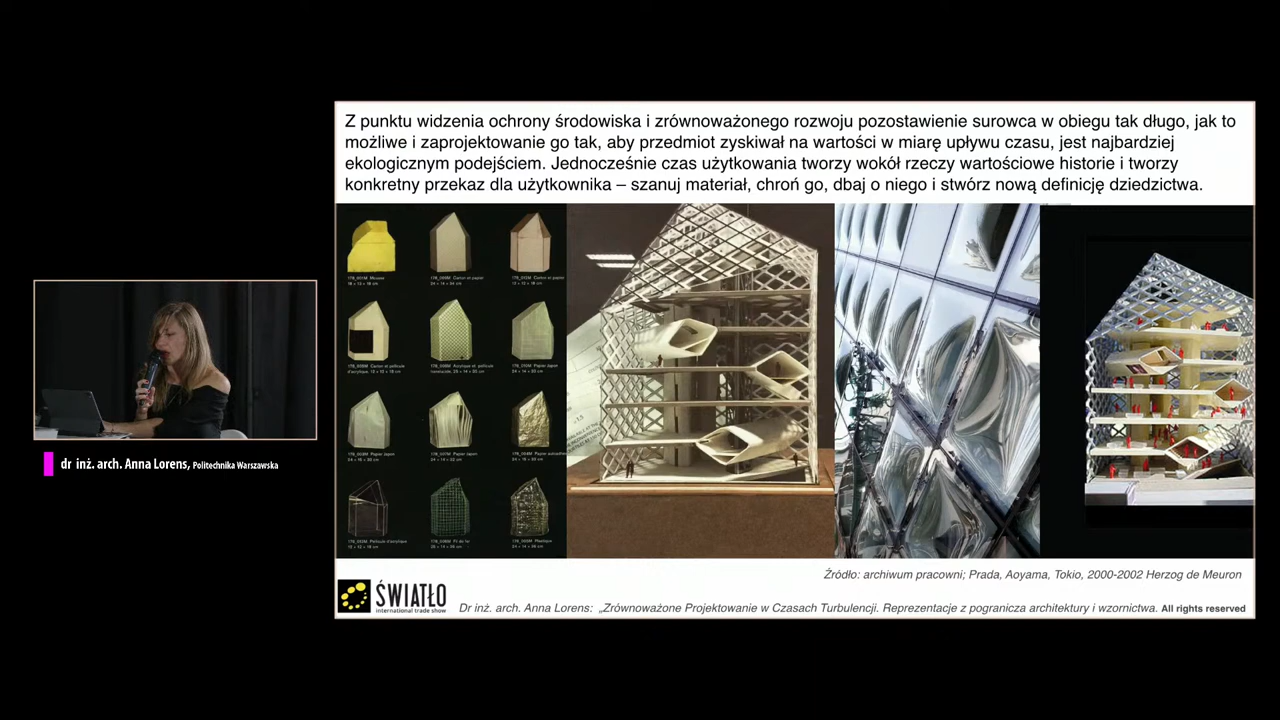 Z punktu widzenia ochrony środowiska i zrównoważonego rozwoju pozostawienie surowca w obiegu tak długo, jak to
możliwe i zaprojektowanie go tak, aby przedmiot zyskiwał na wartości w miarę upływu czasu, jest najbardziej
ekologicznym podejściem. Jednocześnie czas użytkowania tworzy wokół rzeczy wartościowe historie i tworzy
konkretny przekaz dla użytkownika – szanuj materiał, chroń go, dbaj o niego i stwórz nową definicję dziedzictwa.
dr inż. arch. Anna Lorens, Politechnika Warszawska
Źródło: archiwum pracowni; Prada, Aoyama, Tokio, 2000-2002 Herzog de Meuron
ŚWIATŁO
international trade show
Dr inż. arch. Anna Lorens: „Zrównoważone Projektowanie w Czasach Turbulencji. Reprezentacje z pogranicza architektury i wzornictwa. All rights reserved